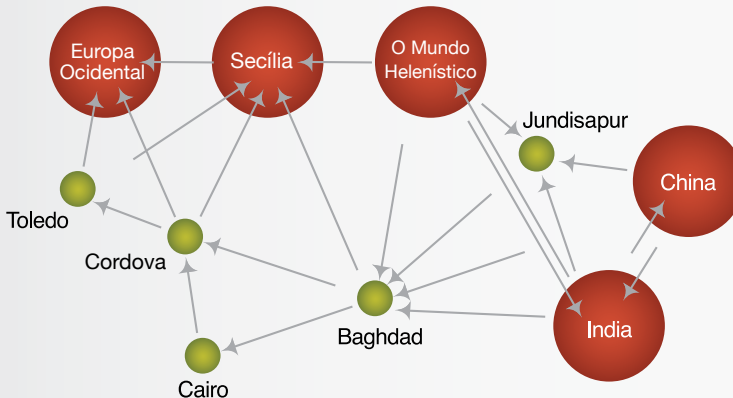 Europa
Ocidental
Secília
O Mundo
Helenístico
Jundisapur
China
Toledo
Cordova
India
Baghdad
Cairo